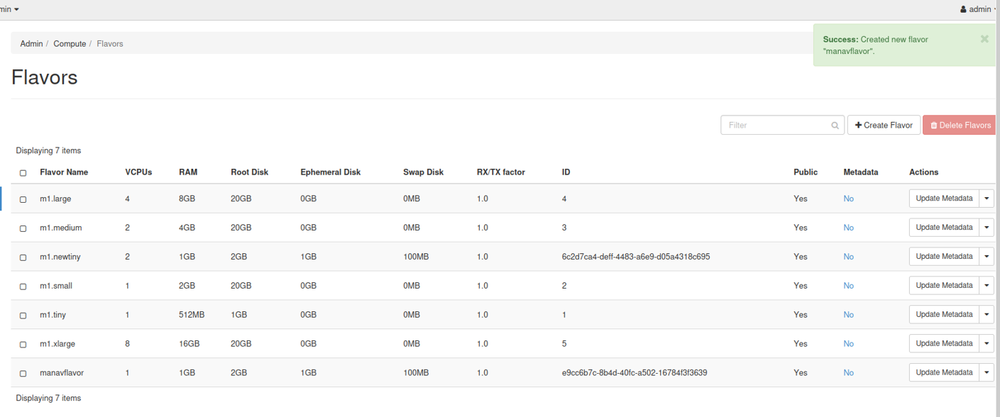 min
admin
Admin / Compute / Flavors
Success: Created new flavor
"manavflavor".
Flavors
Filter Create Flavor Delete Flavors
Displaying 7 items
Flavor Name VCPUs RAM Root Disk Ephemeral Disk Swap Disk RX/TX factor ID Public Metadata Actions
m1.large 4 8GB 20GB 0GB 0MB 1.0 4 Yes No Update Metadata
m1.medium 2 4GB 20GB 0GB 0MB 1.0 3 Yes No Update Metadata
m1.newtiny 2 1GB 2GB 1GB 100MB 1.0 6c2d7ca4-deff-4483-a6e9-d05a4318c695 Yes No Update Metadata
m1.small 1 2GB 20GB 0GB 0MB 1.0 2 Yes No Update Metadata
m1.tiny 1 512MB 1GB 0GB 0MB 1.0 1 Yes No Update Metadata
m1.xlarge 8 16GB 20GB 0GB 0MB 1.0 5 Yes No Update Metadata
manavflavor 1 1GB 2GB 1GB 100MB 1.0 e9cc6b7c-8b4d-40fc-a502-16784f3f3639 Yes No Update Metadata
Displaying 7 items